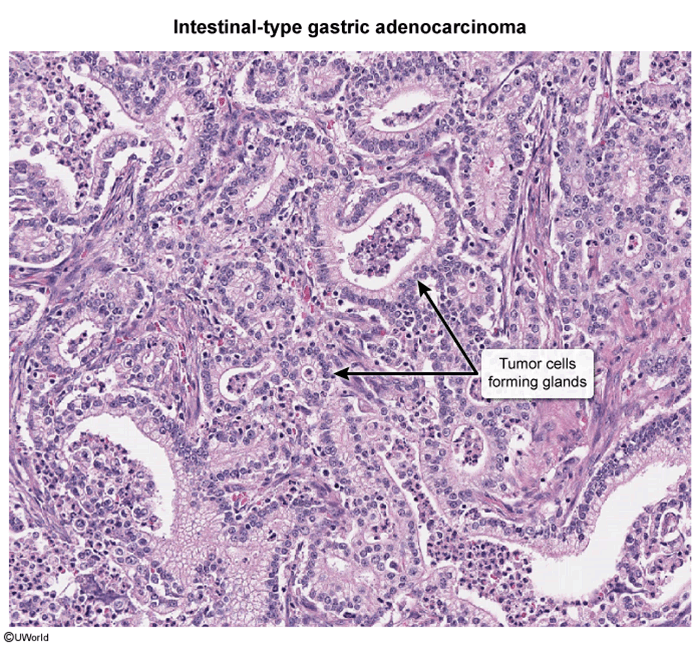 Intestinal-type gastric adenocarcinoma
Tumor cells
forming glands
©UWorld